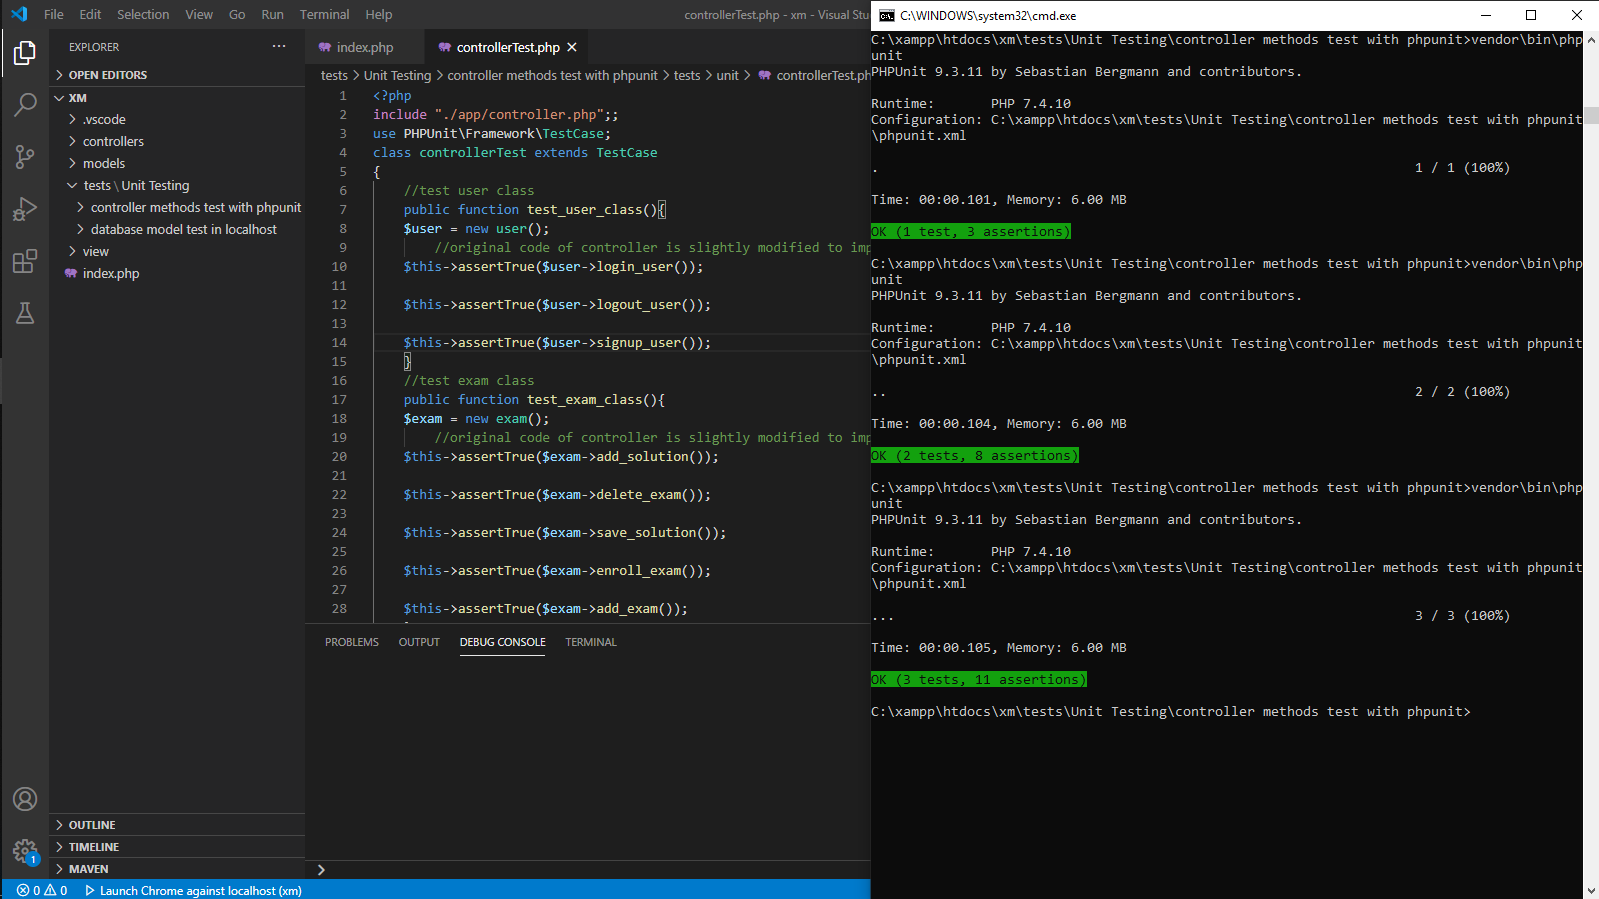 File Edit Selection View Go Run Terminal Help controllerTest.php - xm - Visual Stu
EXPLORER ...
OPEN EDITORS
XM
.vscode
controllers
models
tests \ Unit Testing
controller methods test with phpunit
database model test in localhost
view
index.php
OUTLINE
TIMELINE
MAVEN
1
0 0 Launch Chrome against localhost (xm)
index.php controllerTest.php
tests > Unit Testing > controller methods test with phpunit > tests > unit > controllerTest.ph
1 <?php
2 include "./app/controller.php";;
3 use PHPUnit\Framework\TestCase;
4 class controllerTest extends TestCase
5 {
6 //test user class
7 public function test_user_class(){
8 $user = new user();
9 //original code of controller is slightly modified to imp
10 $this->assertTrue($user->login_user());
11
12 $this->assertTrue($user->logout_user());
13
14 $this->assertTrue($user->signup_user());
15 }
16 //test exam class
17 public function test_exam_class(){
18 $exam = new exam();
19 //original code of controller is slightly modified to imp
20 $this->assertTrue($exam->add_solution());
21
22 $this->assertTrue($exam->delete_exam());
23
24 $this->assertTrue($exam->save_solution());
25
26 $this->assertTrue($exam->enroll_exam());
27
28 $this->assertTrue($exam->add_exam());
PROBLEMS OUTPUT DEBUG CONSOLE TERMINAL
C:\WINDOWS\system32\cmd.exe
C:\xampp\htdocs\xm\tests\Unit Testing\controller methods test with phpunit>vendor\bin\php
unit
PHPUnit 9.3.11 by Sebastian Bergmann and contributors.
Runtime: PHP 7.4.10
Configuration: C:\xampp\htdocs\xm\tests\Unit Testing\controller methods test with phpunit
\phpunit.xml
. 1 / 1 (100%)
Time: 00:00.101, Memory: 6.00 MB
OK (1 test, 3 assertions)
C:\xampp\htdocs\xm\tests\Unit Testing\controller methods test with phpunit>vendor\bin\php
unit
PHPUnit 9.3.11 by Sebastian Bergmann and contributors.
Runtime: PHP 7.4.10
Configuration: C:\xampp\htdocs\xm\tests\Unit Testing\controller methods test with phpunit
\phpunit.xml
.. 2 / 2 (100%)
Time: 00:00.104, Memory: 6.00 MB
OK (2 tests, 8 assertions)
C:\xampp\htdocs\xm\tests\Unit Testing\controller methods test with phpunit>vendor\bin\php
unit
PHPUnit 9.3.11 by Sebastian Bergmann and contributors.
Runtime: PHP 7.4.10
Configuration: C:\xampp\htdocs\xm\tests\Unit Testing\controller methods test with phpunit
\phpunit.xml
... 3 / 3 (100%)
Time: 00:00.105, Memory: 6.00 MB
OK (3 tests, 11 assertions)
C:\xampp\htdocs\xm\tests\Unit Testing\controller methods test with phpunit>